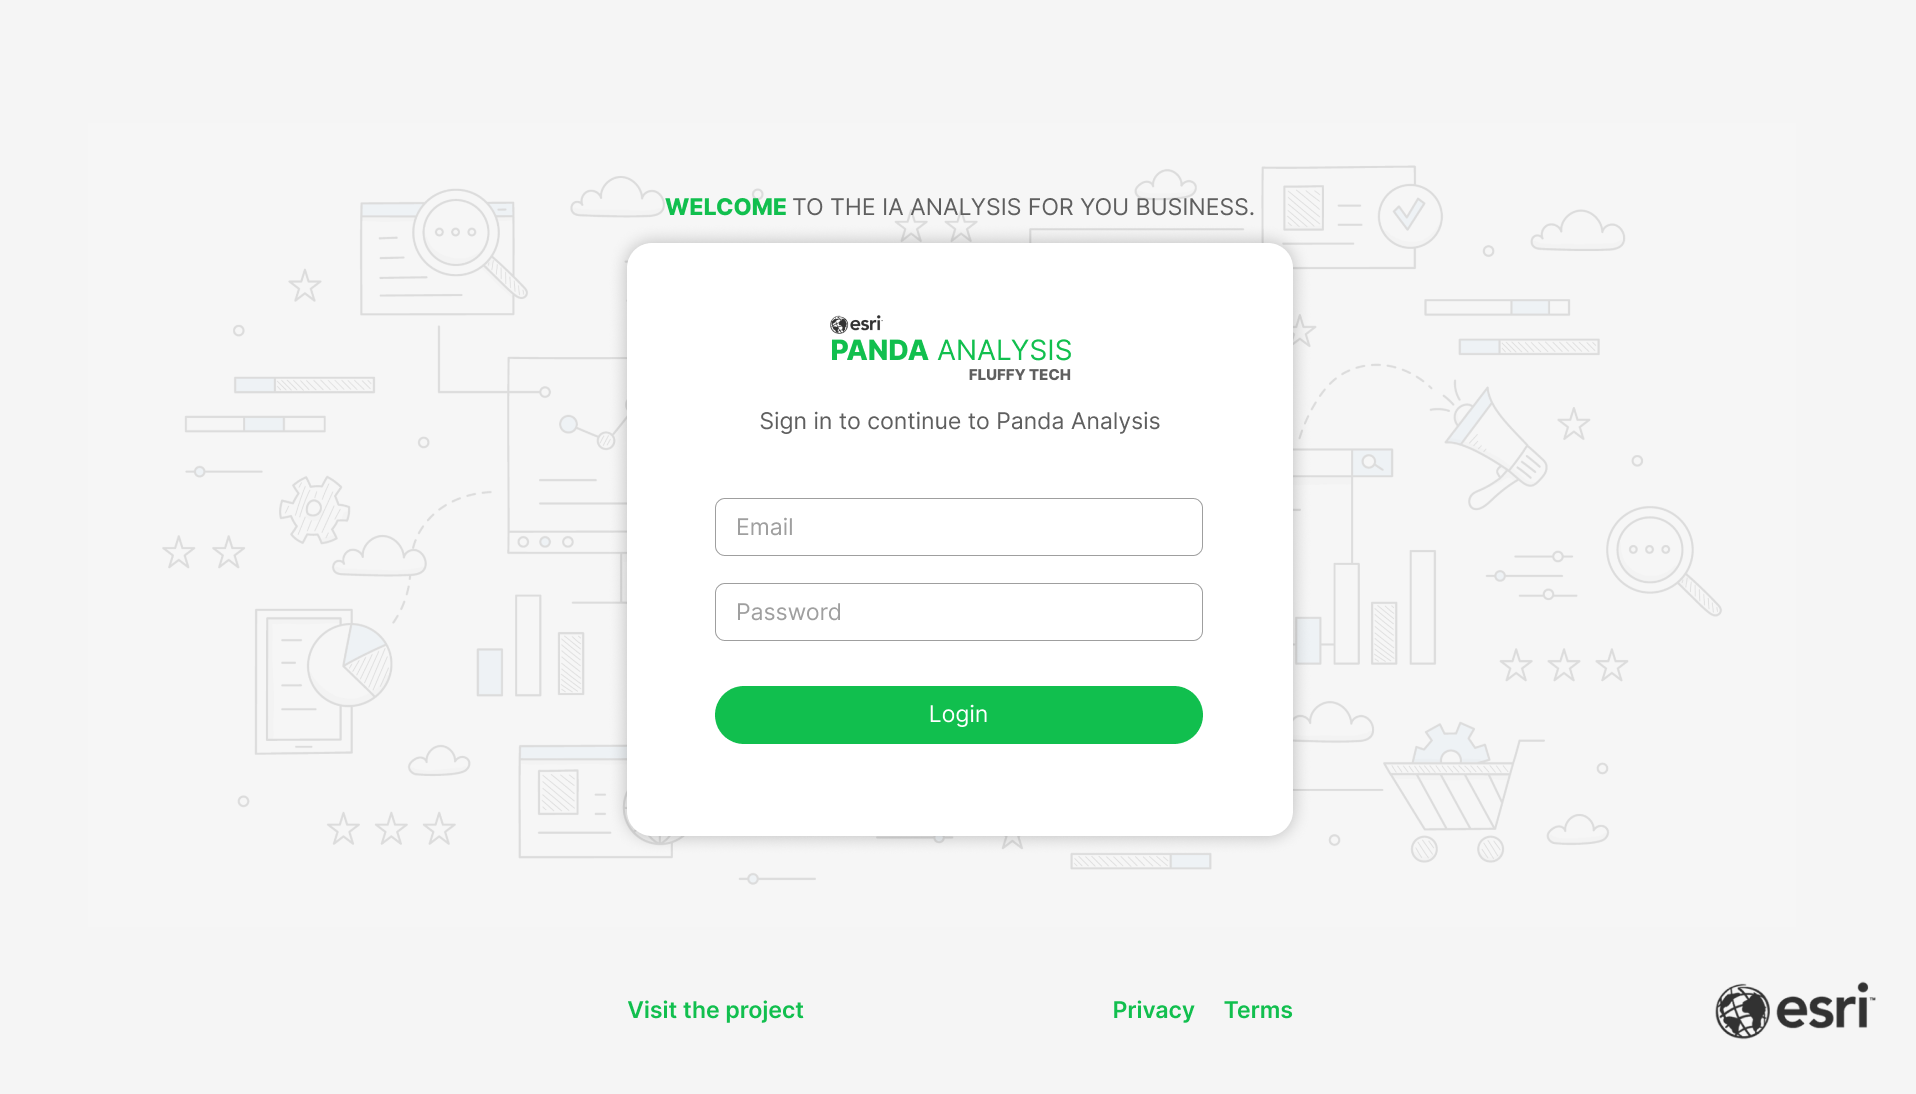 WELCOME TO THE IA ANALYSIS FOR YOU BUSINESS.
esri
PANDA ANALYSIS
FLUFFY TECH
Sign in to continue to Panda Analysis
Email
Password
Login
Visit the project
Privacy
Terms
esri™